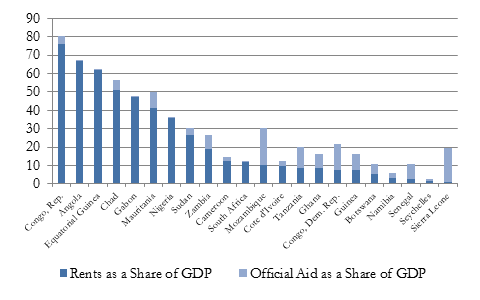 90
80
70
60
50
40
30
20
10
0
Congo, Rep.
Angola
Equatorial Guinea
Chad
Gabon
Mauritania
Nigeria
Sudan
Zambia
Cameroon
South Africa
Mozambique
Cote d'Ivoire
Tanzania
Ghana
Congo, Dem. Rep.
Guinea
Botswana
Namibia
Senegal
Seychelles
Sierra Leone
Rents as a Share of GDP
Official Aid as a Share of GDP